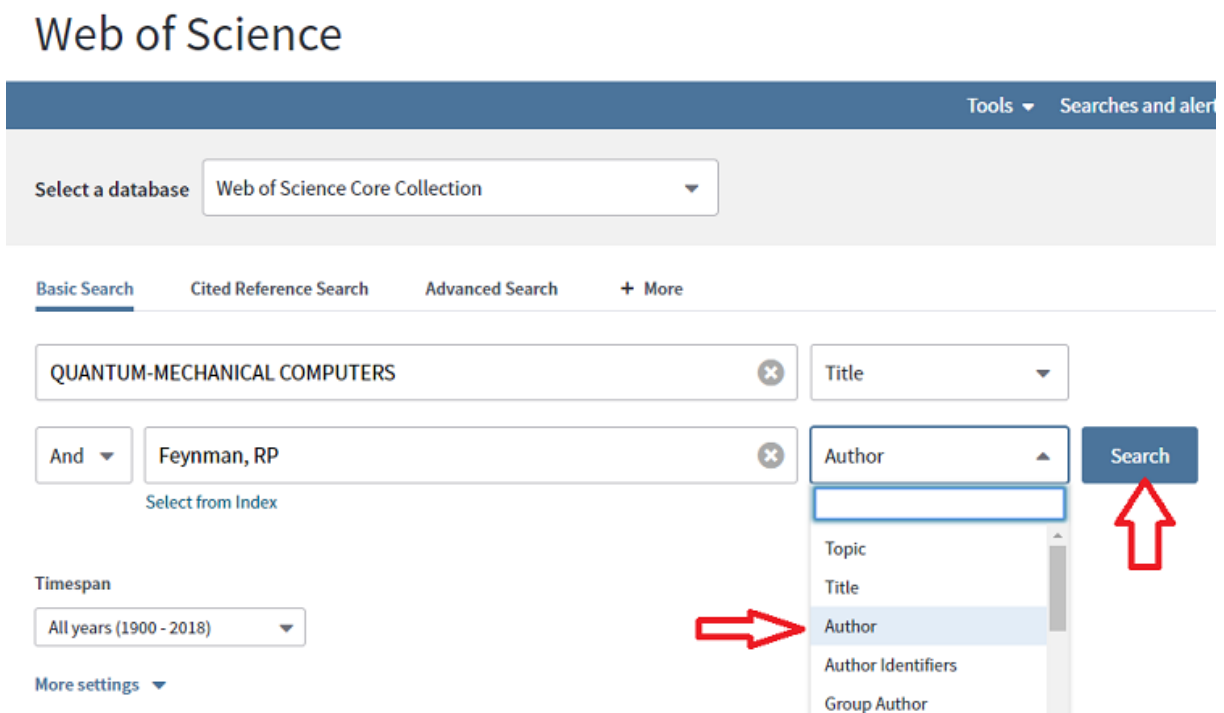 Web of Science
Tools Searches and alert
Select a database Web of Science Core Collection
Basic Search Cited Reference Search Advanced Search + More
QUANTUM-MECHANICAL COMPUTERS Title
And Feynman, RP Author Search
Select from Index
Topic
Timespan
Title
All years (1900 - 2018) Author
Author Identifiers
More settings
Group Author